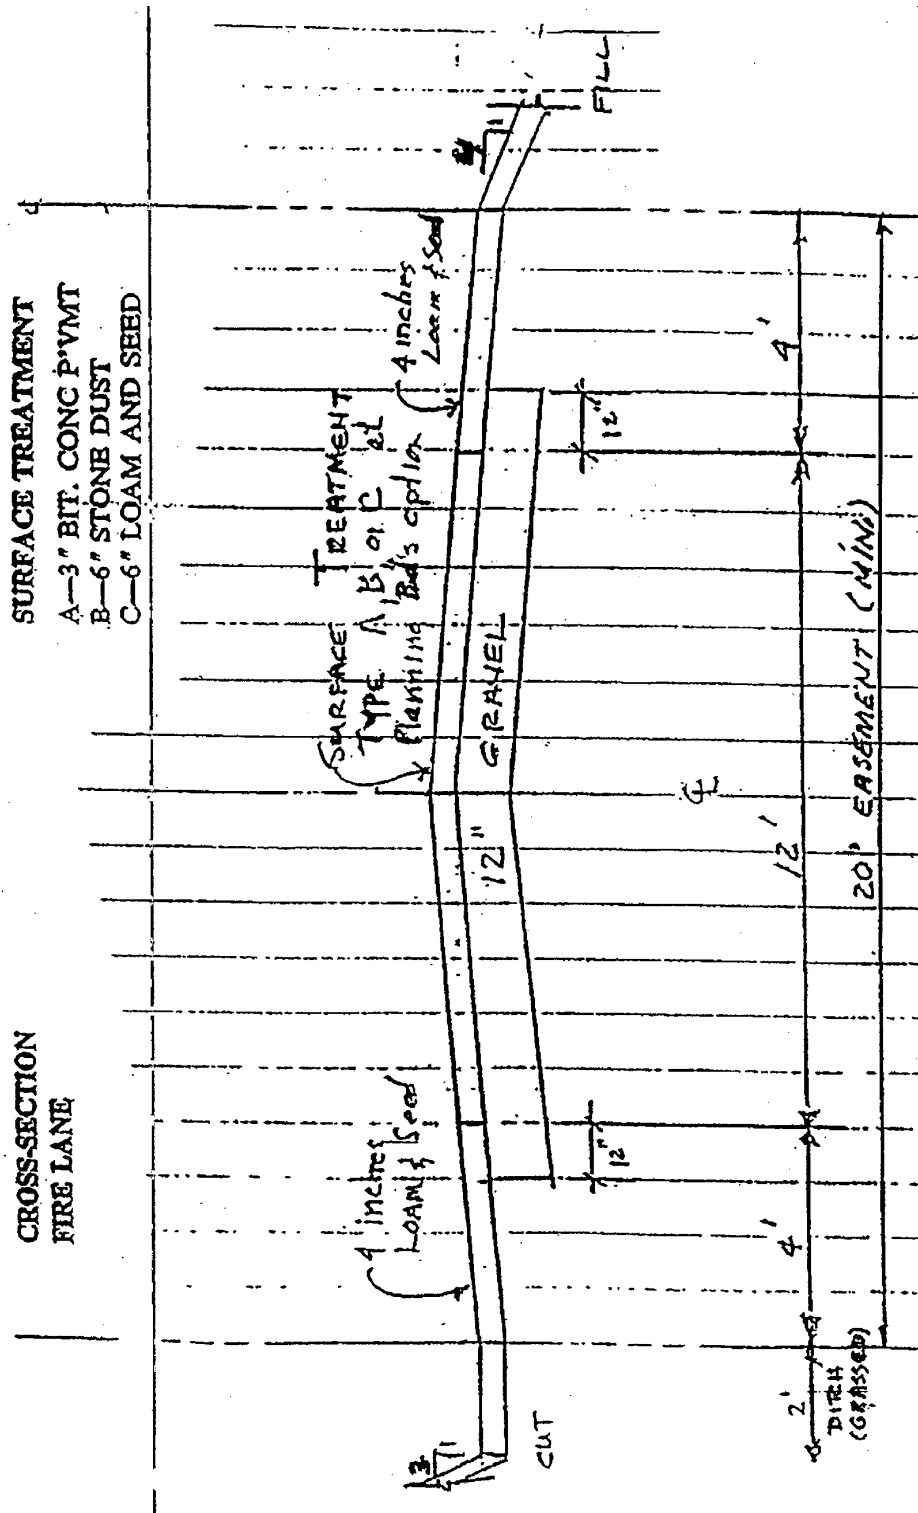 CROSS-SECTION
FIRE LANE
SURFACE TREATMENT
A—3" BIT. CONC P'VMT
B—6" STONE DUST
C—6" LOAM AND SEED
SURFACE TREATMENT
TYPE A, B or C at
Planning Bd's option
4 inches
LOAM & Seed
4 inches
Loam & Seed
3
1
1
CUT
FILL
12" GRAVEL
12"
12"
℄
2'
4'
12'
4'
DITCH
(GRASSED)
20' EASEMENT (MIN.)